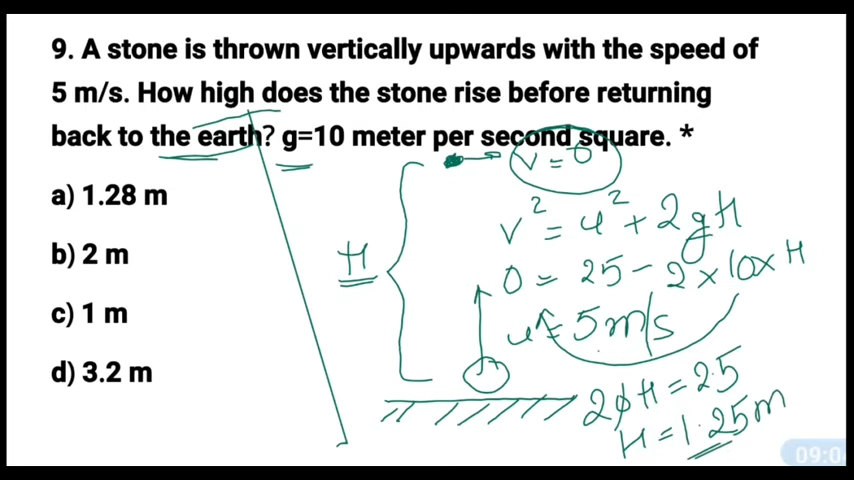 9. A stone is thrown vertically upwards with the speed of
5 m/s. How high does the stone rise before returning
back to the earth? g=10 meter per second square. *
V = 0
a) 1.28 m
V² = u² + 2gH
b) 2 m
H
0 = 25 - 2 × 10 × H
c) 1 m
u = 5 m/s
d) 3.2 m
20 H = 25
H = 1.25m
09:0